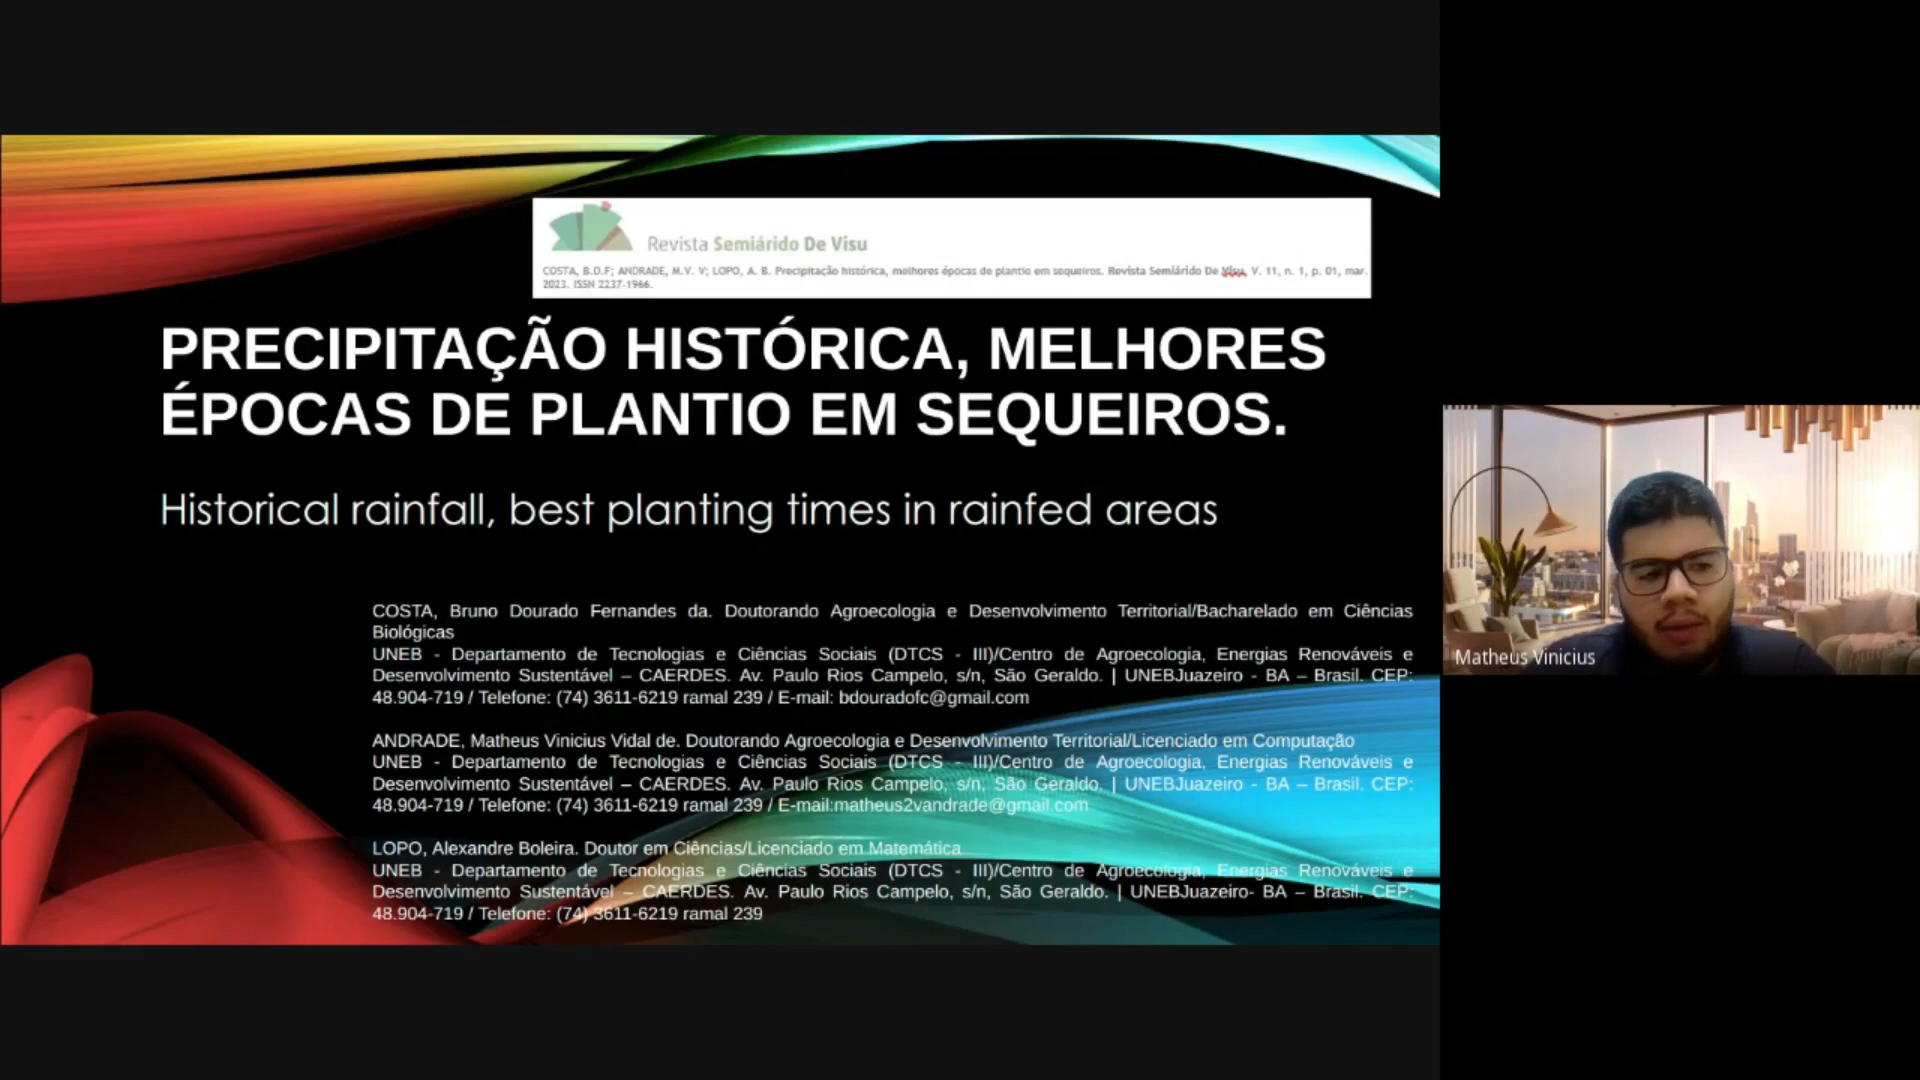 Revista Semiárido De Visu
COSTA, B.D.F; ANDRADE, M.V. V; LOPO, A. B. Precipitação histórica, melhores épocas de plantio em sequeiros. Revista Semiárido De Visu, V. 11, n. 1, p. 01, mar.
2023. ISSN 2237-1966.
PRECIPITAÇÃO HISTÓRICA, MELHORES
ÉPOCAS DE PLANTIO EM SEQUEIROS.
Historical rainfall, best planting times in rainfed areas
COSTA, Bruno Dourado Fernandes da. Doutorando Agroecologia e Desenvolvimento Territorial/Bacharelado em Ciências
Biológicas
UNEB - Departamento de Tecnologias e Ciências Sociais (DTCS - III)/Centro de Agroecologia, Energias Renováveis e
Desenvolvimento Sustentável – CAERDES. Av. Paulo Rios Campelo, s/n, São Geraldo. | UNEBJuazeiro - BA – Brasil. CEP:
48.904-719 / Telefone: (74) 3611-6219 ramal 239 / E-mail: bdouradofc@gmail.com
ANDRADE, Matheus Vinicius Vidal de. Doutorando Agroecologia e Desenvolvimento Territorial/Licenciado em Computação
UNEB - Departamento de Tecnologias e Ciências Sociais (DTCS - III)/Centro de Agroecologia, Energias Renováveis e
Desenvolvimento Sustentável – CAERDES. Av. Paulo Rios Campelo, s/n, São Geraldo. | UNEBJuazeiro - BA – Brasil. CEP:
48.904-719 / Telefone: (74) 3611-6219 ramal 239 / E-mail:matheus2vandrade@gmail.com
LOPO, Alexandre Boleira. Doutor em Ciências/Licenciado em Matemática
UNEB - Departamento de Tecnologias e Ciências Sociais (DTCS - III)/Centro de Agroecologia, Energias Renováveis e
Desenvolvimento Sustentável – CAERDES. Av. Paulo Rios Campelo, s/n, São Geraldo. | UNEBJuazeiro- BA – Brasil. CEP:
48.904-719 / Telefone: (74) 3611-6219 ramal 239
Matheus Vinicius